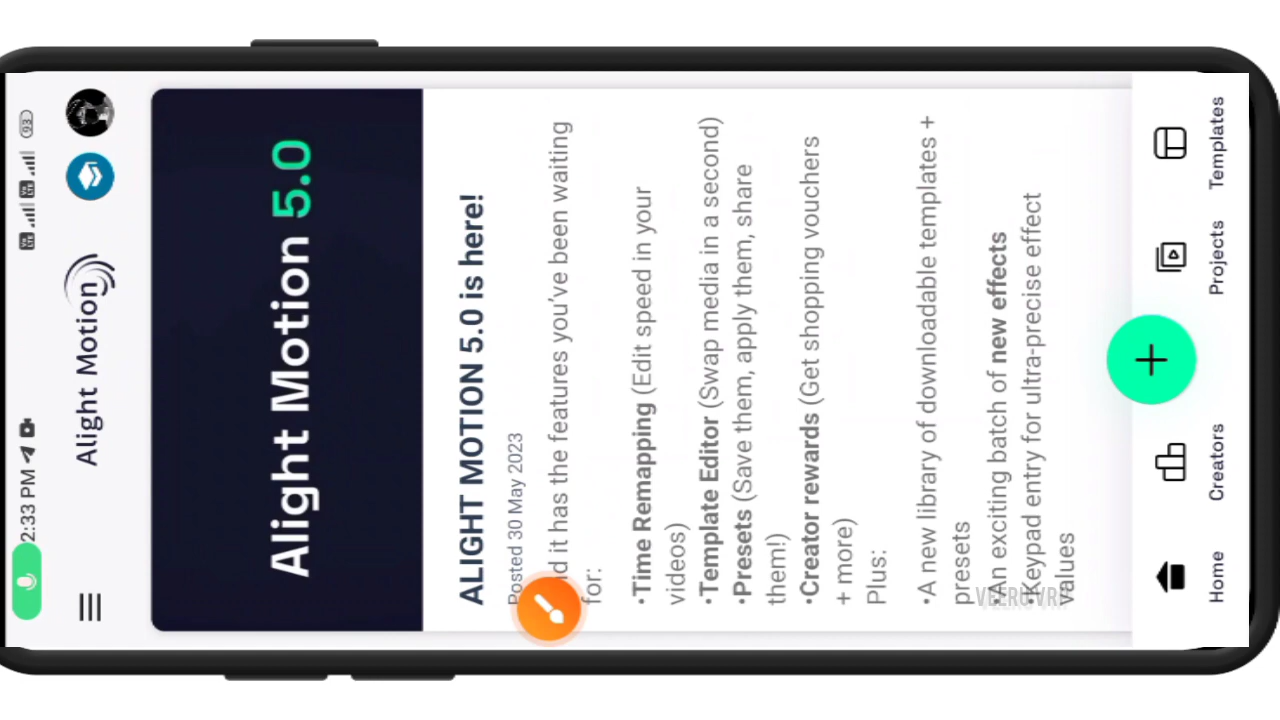 2:33 PM
93
Alight Motion
Alight Motion 5.0
ALIGHT MOTION 5.0 is here!
Posted 30 May 2023
nd it has the features you've been waiting
for:
•Time Remapping (Edit speed in your
videos)
•Template Editor (Swap media in a second)
•Presets (Save them, apply them, share
them!)
•Creator rewards (Get shopping vouchers
+ more)
Plus:
•A new library of downloadable templates +
presets
•An exciting batch of new effects
•Keypad entry for ultra-precise effect
values
Home
Creators
Projects
Templates